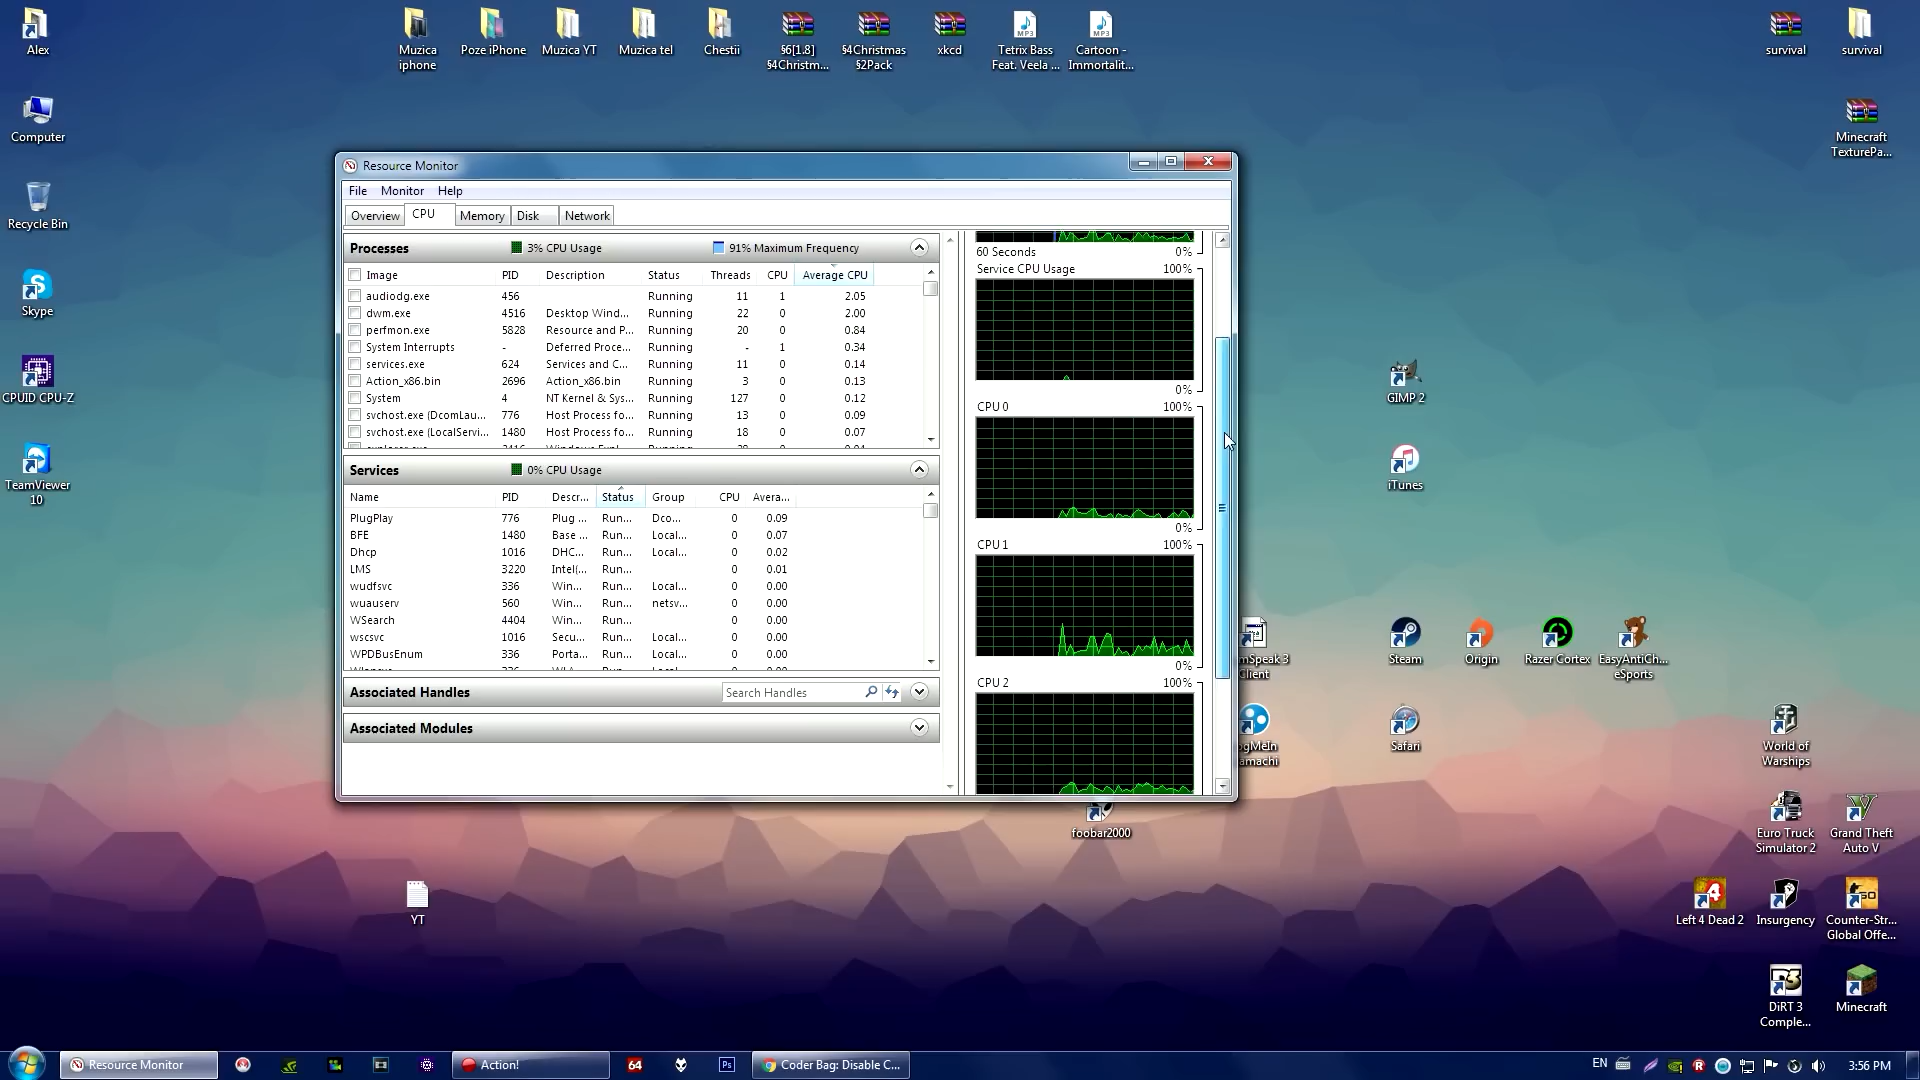 Alex
Muzica iphone
Poze iPhone
Muzica YT
Muzica tel
Chestii
§6[1.8] §4Christm...
§4Christmas §2Pack
xkcd
Tetrix Bass Feat. Veela ...
Cartoon - Immortalit...
survival
survival
Computer
Minecraft TexturePa...
Recycle Bin
Skype
CPUID CPU-Z
TeamViewer 10
Resource Monitor
File Monitor Help
Overview CPU Memory Disk Network
Processes 3% CPU Usage 91% Maximum Frequency
Image PID Description Status Threads CPU Average CPU
audiodg.exe 456 Running 11 1 2.05
dwm.exe 4516 Desktop Wind... Running 22 0 2.00
perfmon.exe 5828 Resource and P... Running 20 0 0.84
System Interrupts - Deferred Proce... Running - 1 0.34
services.exe 624 Services and C... Running 11 0 0.14
Action_x86.bin 2696 Action_x86.bin Running 3 0 0.13
System 4 NT Kernel & Sys... Running 127 0 0.12
svchost.exe (DcomLau... 776 Host Process fo... Running 13 0 0.09
svchost.exe (LocalServi... 1480 Host Process fo... Running 18 0 0.07
Services 0% CPU Usage
Name PID Descr... Status Group CPU Avera...
PlugPlay 776 Plug ... Run... Dco... 0 0.09
BFE 1480 Base ... Run... Local... 0 0.07
Dhcp 1016 DHC... Run... Local... 0 0.02
LMS 3220 Intel(... Run... 0 0.01
wudfsvc 336 Win... Run... Local... 0 0.00
wuauserv 560 Win... Run... netsv... 0 0.00
WSearch 4404 Win... Run... 0 0.00
wscsvc 1016 Secu... Run... Local... 0 0.00
WPDBusEnum 336 Porta... Run... Local... 0 0.00
Associated Handles Search Handles
Associated Modules
60 Seconds 0%
Service CPU Usage 100%
0%
CPU 0 100%
0%
CPU 1 100%
0%
CPU 2 100%
GIMP 2
iTunes
mSpeak 3 Client
Steam
Origin
Razer Cortex
EasyAntiCh... eSports
ogMeIn amachi
Safari
World of Warships
foobar2000
Euro Truck Simulator 2
Grand Theft Auto V
YT
Left 4 Dead 2
Insurgency
Counter-Str... Global Offe...
DiRT 3 Comple...
Minecraft
Resource Monitor
Action!
64
Ps
Coder Bag: Disable C...
EN
3:56 PM